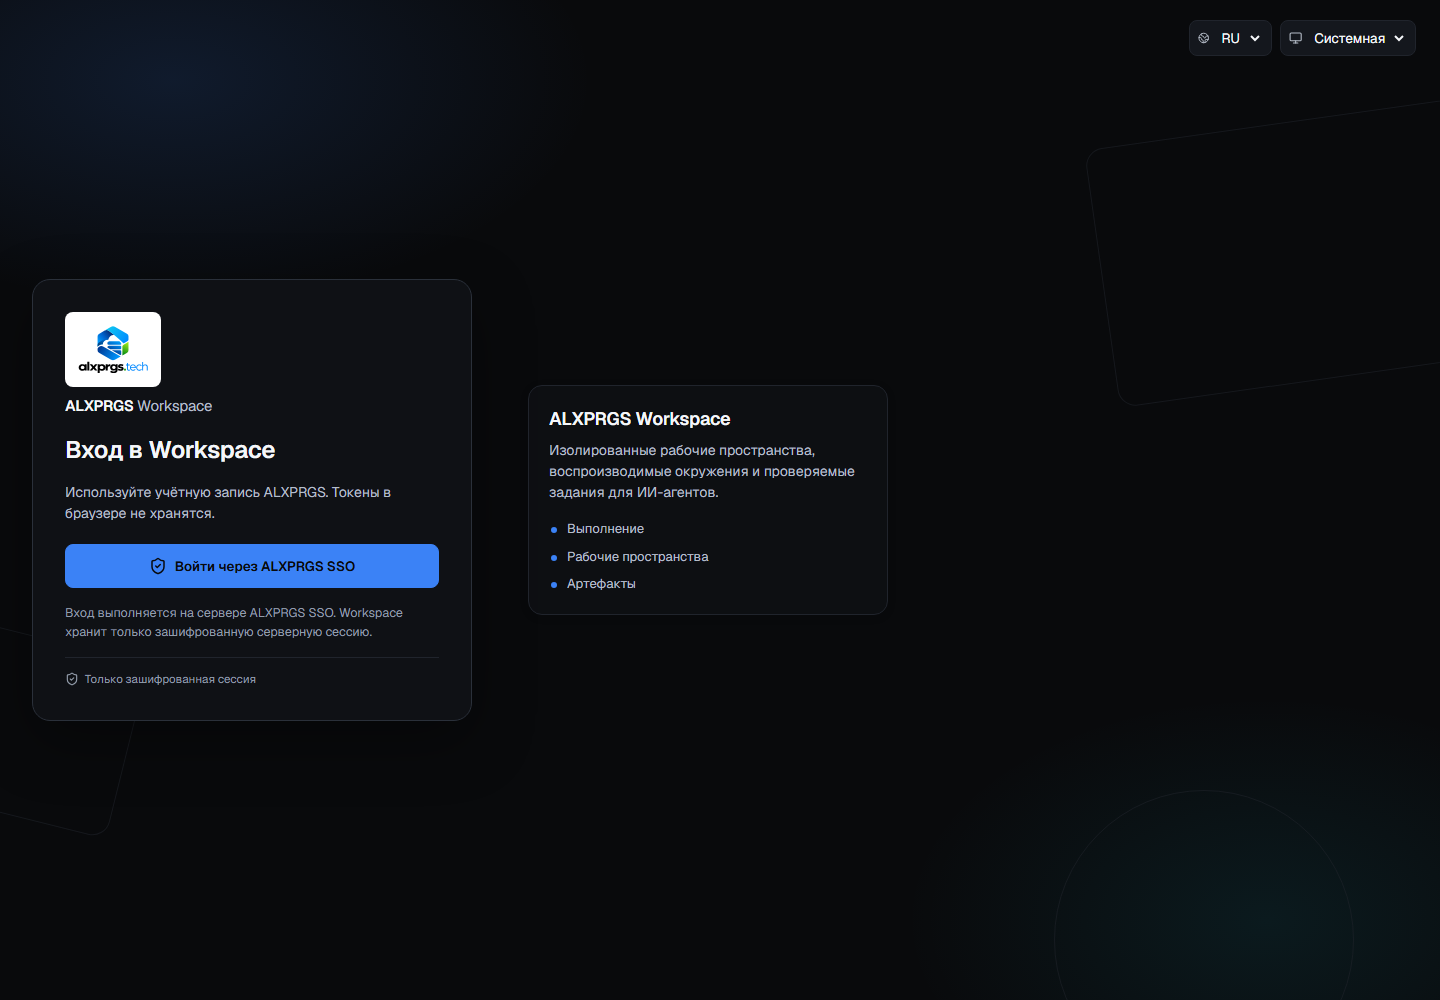 RU
Системная
alxprgs.tech
ALXPRGS Workspace
Вход в Workspace
Используйте учётную запись ALXPRGS. Токены в
браузере не хранятся.
Войти через ALXPRGS SSO
Вход выполняется на сервере ALXPRGS SSO. Workspace
хранит только зашифрованную серверную сессию.
Только зашифрованная сессия
ALXPRGS Workspace
Изолированные рабочие пространства,
воспроизводимые окружения и проверяемые
задания для ИИ-агентов.
Выполнение
Рабочие пространства
Артефакты